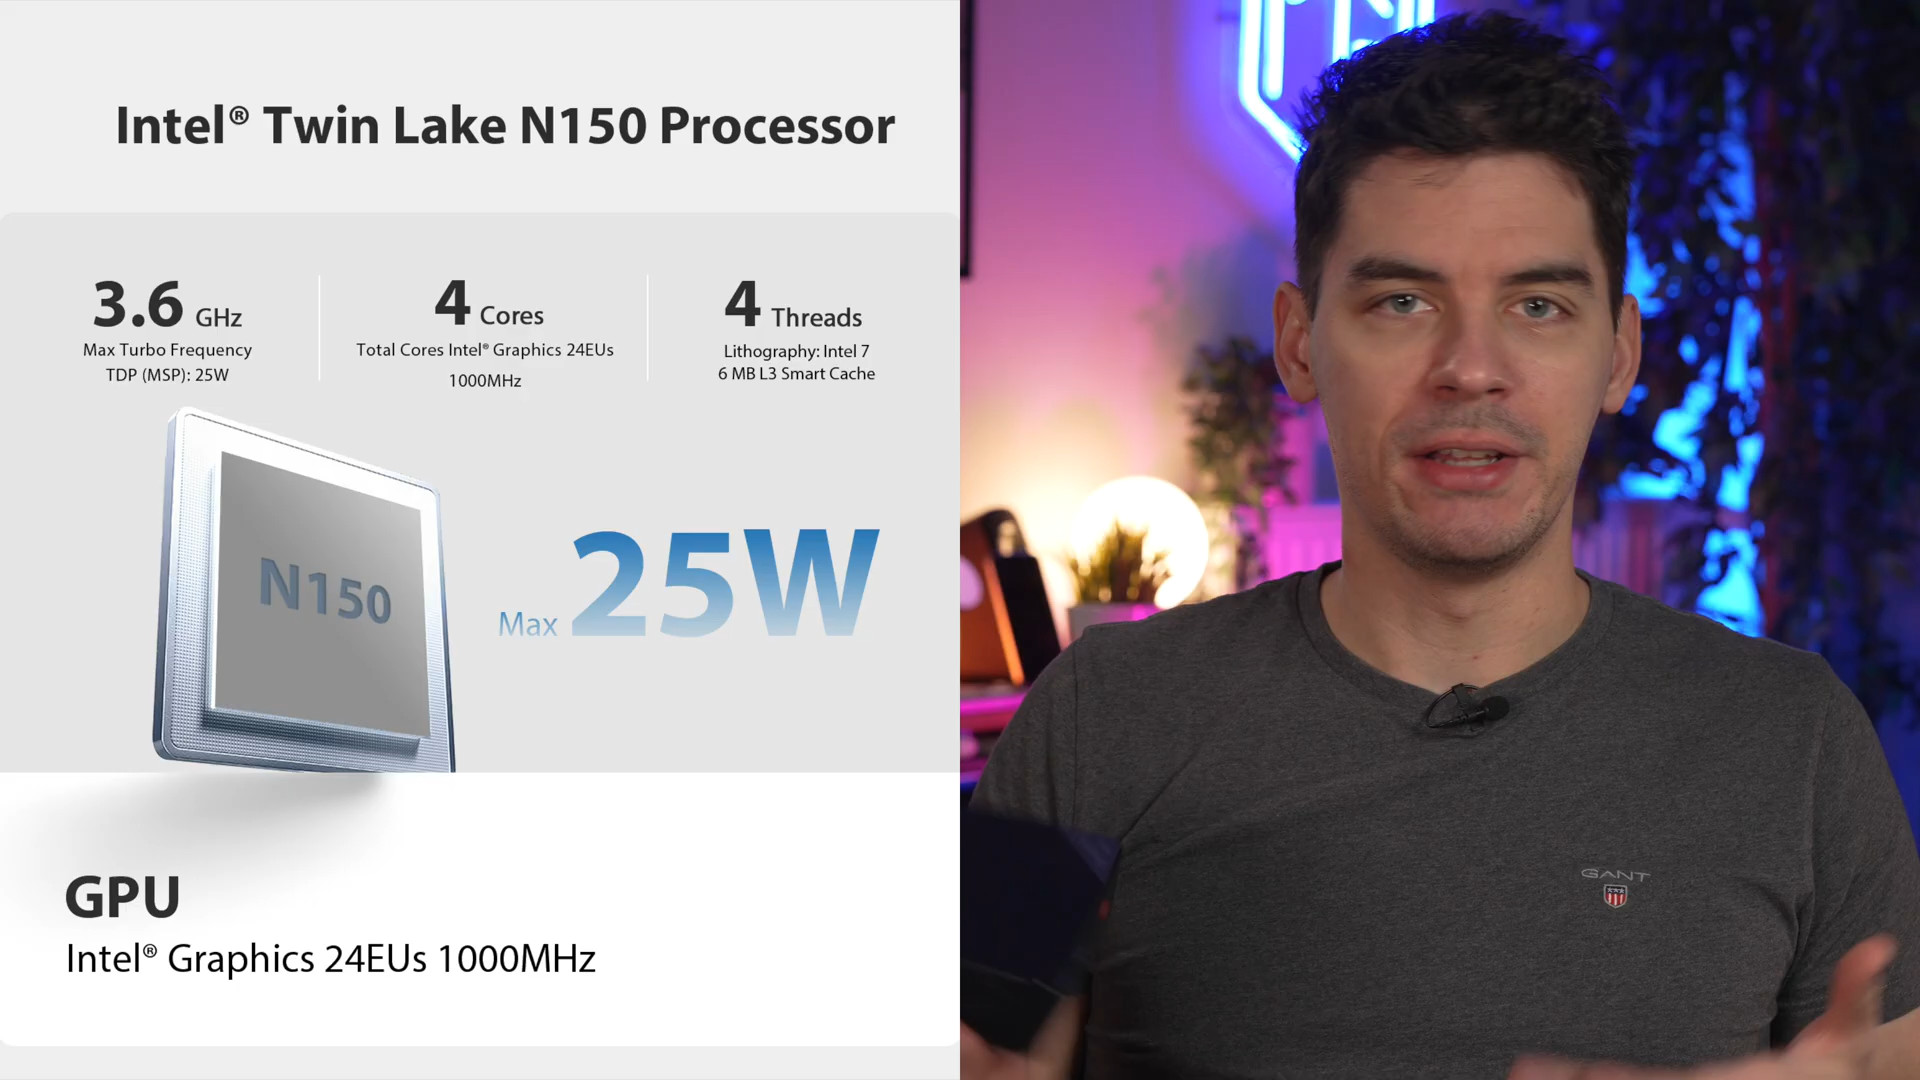 Intel® Twin Lake N150 Processor
3.6 GHz
Max Turbo Frequency
TDP (MSP): 25W
4 Cores
Total Cores Intel® Graphics 24EUs
1000MHz
4 Threads
Lithography: Intel 7
6 MB L3 Smart Cache
N150
Max 25W
GPU
Intel® Graphics 24EUs 1000MHz
GANT